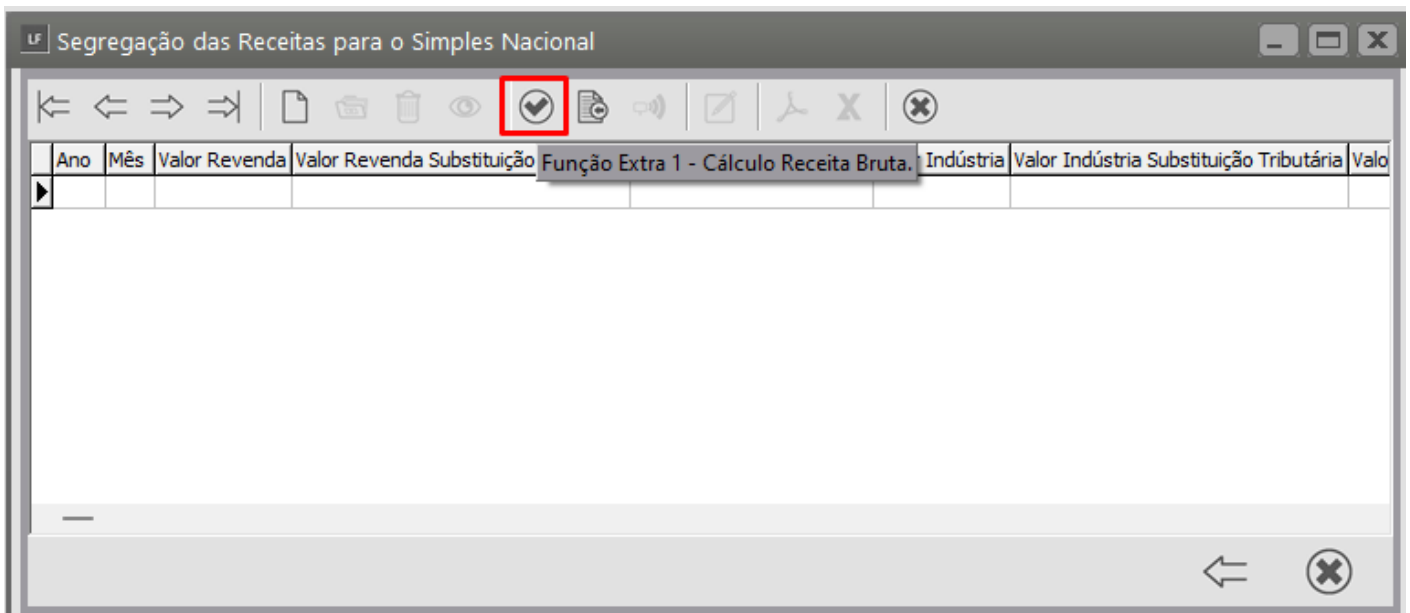 LF Segregação das Receitas para o Simples Nacional
X
Ano Mês Valor Revenda Valor Revenda Substituição Indústria Valor Indústria Substituição Tributária Valo
Função Extra 1 - Cálculo Receita Bruta.